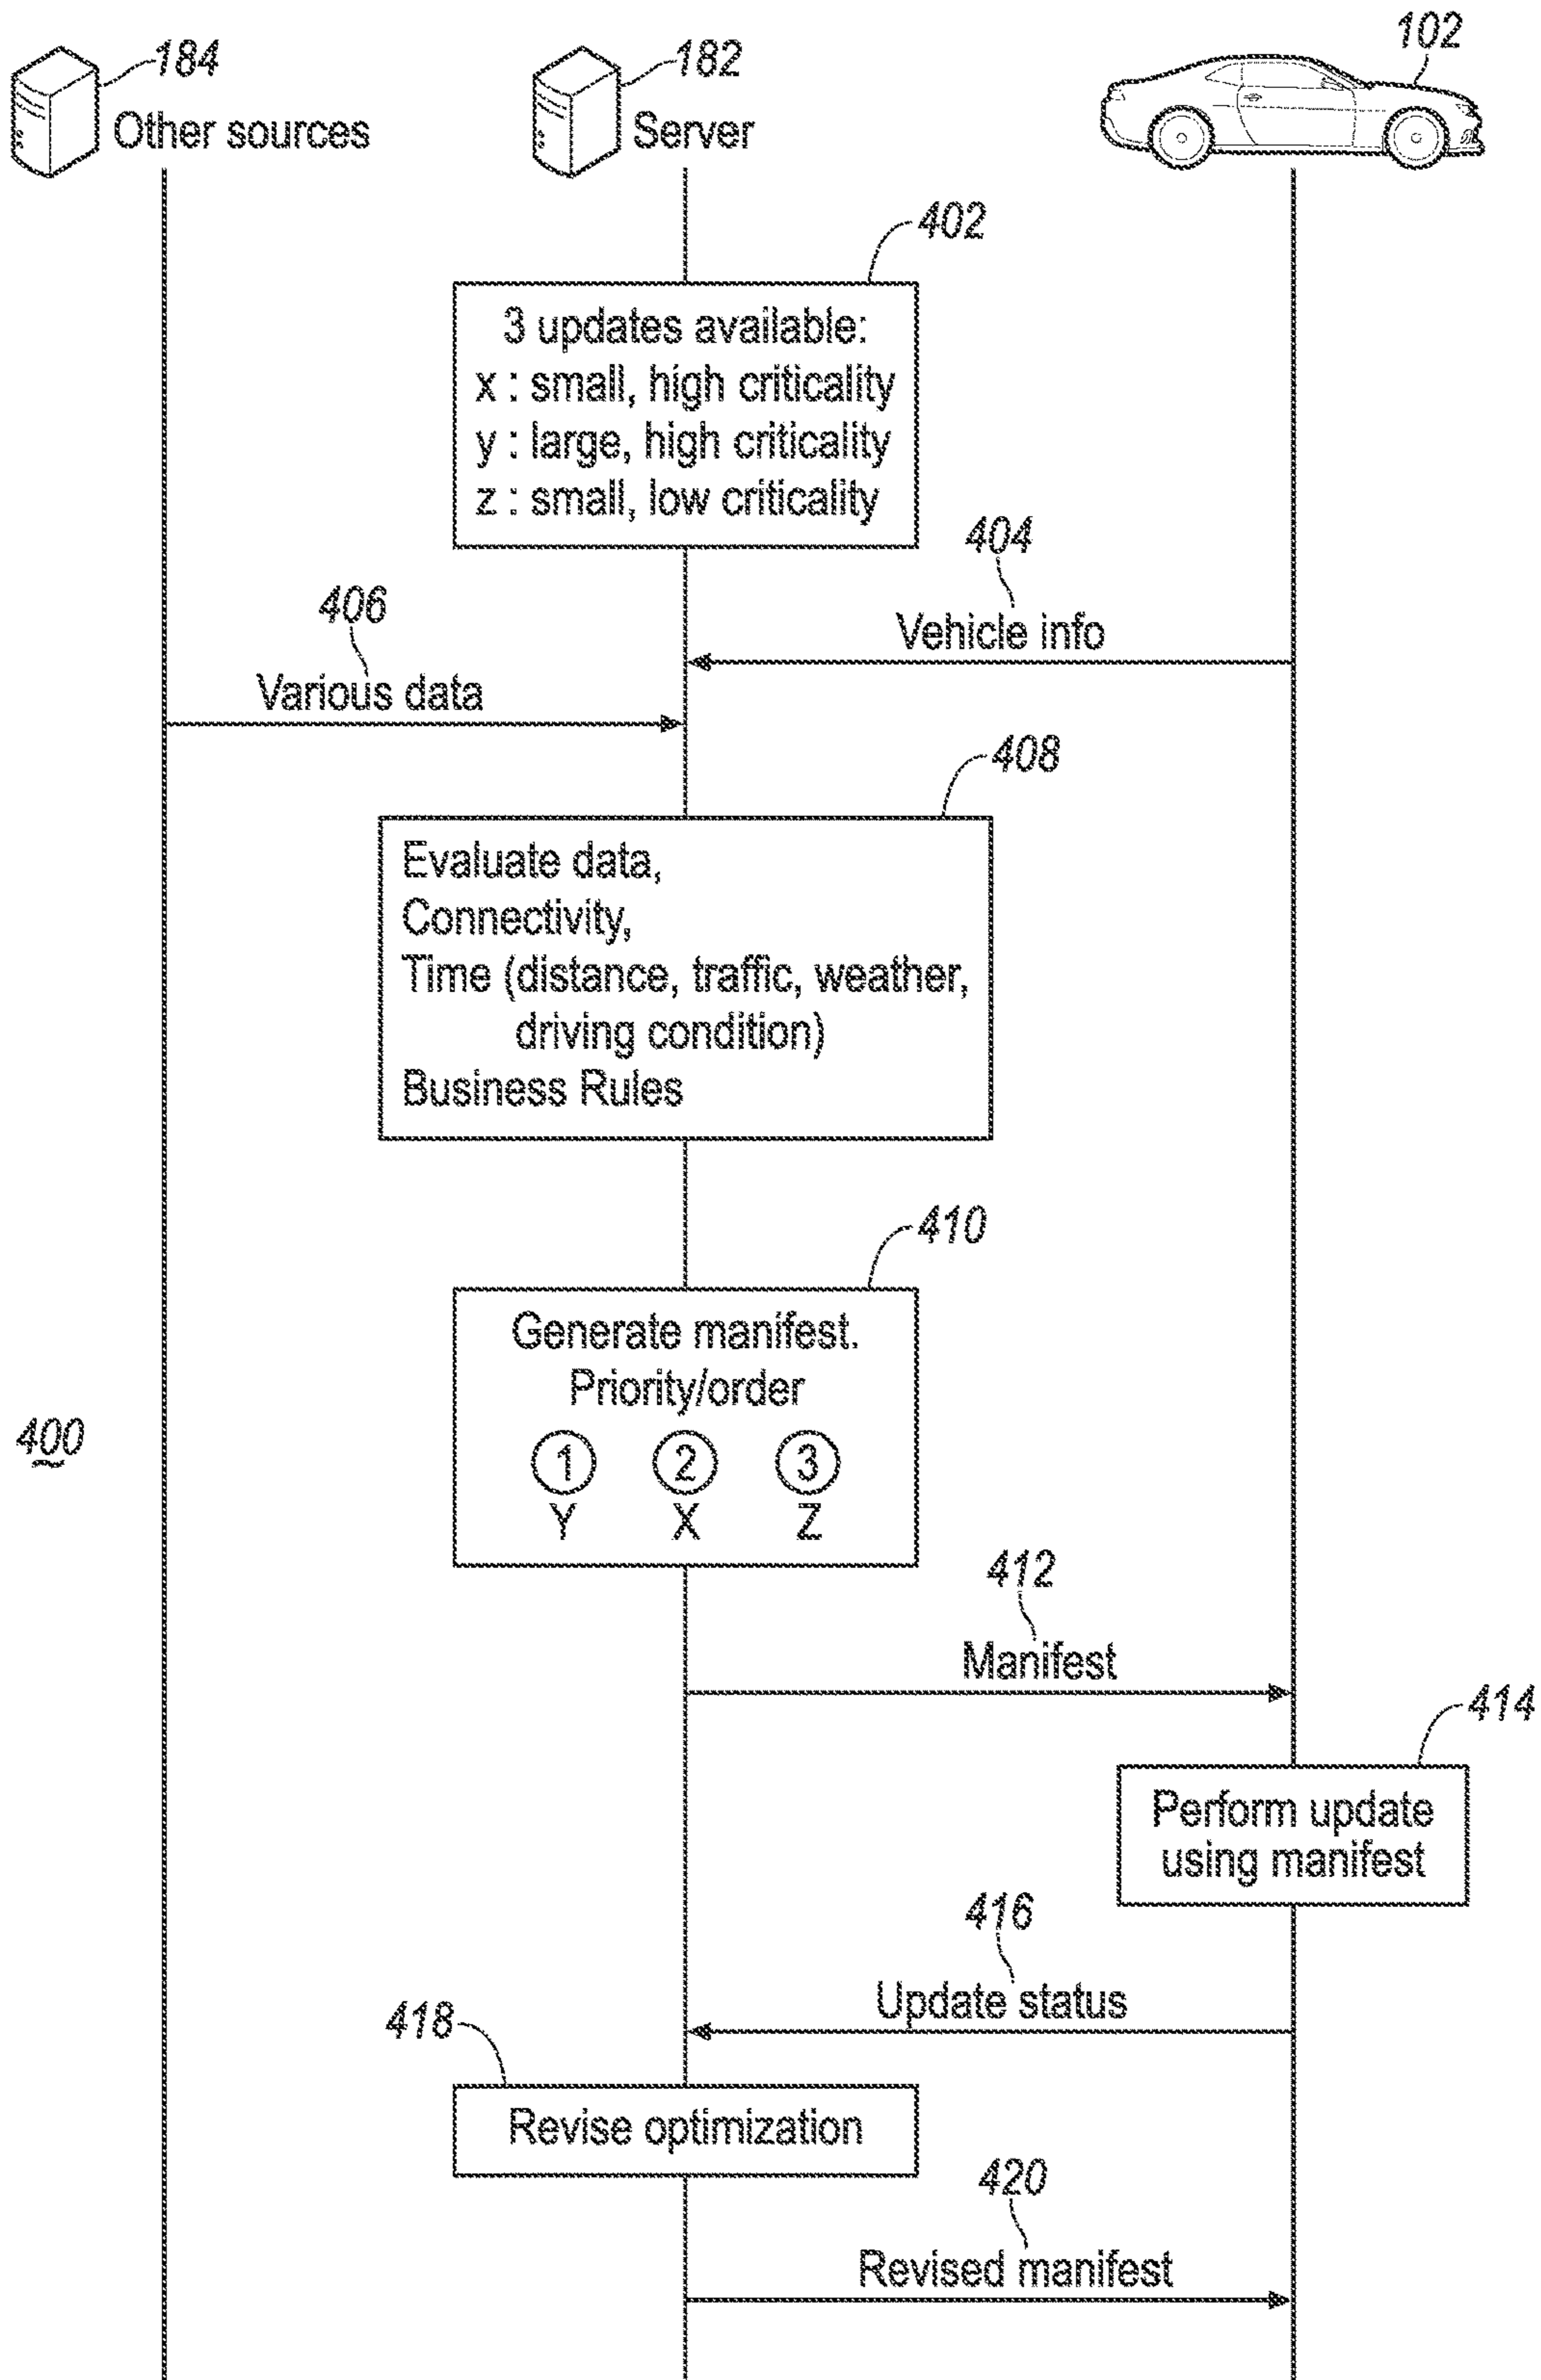 184
Other sources
182
Server
102
402
3 updates available:
x : small, high criticality
y : large, high criticality
z : small, low criticality
404
Vehicle info
406
Various data
408
Evaluate data,
Connectivity,
Time (distance, traffic, weather,
driving condition)
Business Rules
410
Generate manifest.
Priority/order
1 2 3
Y X Z
400
412
Manifest
414
Perform update
using manifest
416
Update status
418
Revise optimization
420
Revised manifest